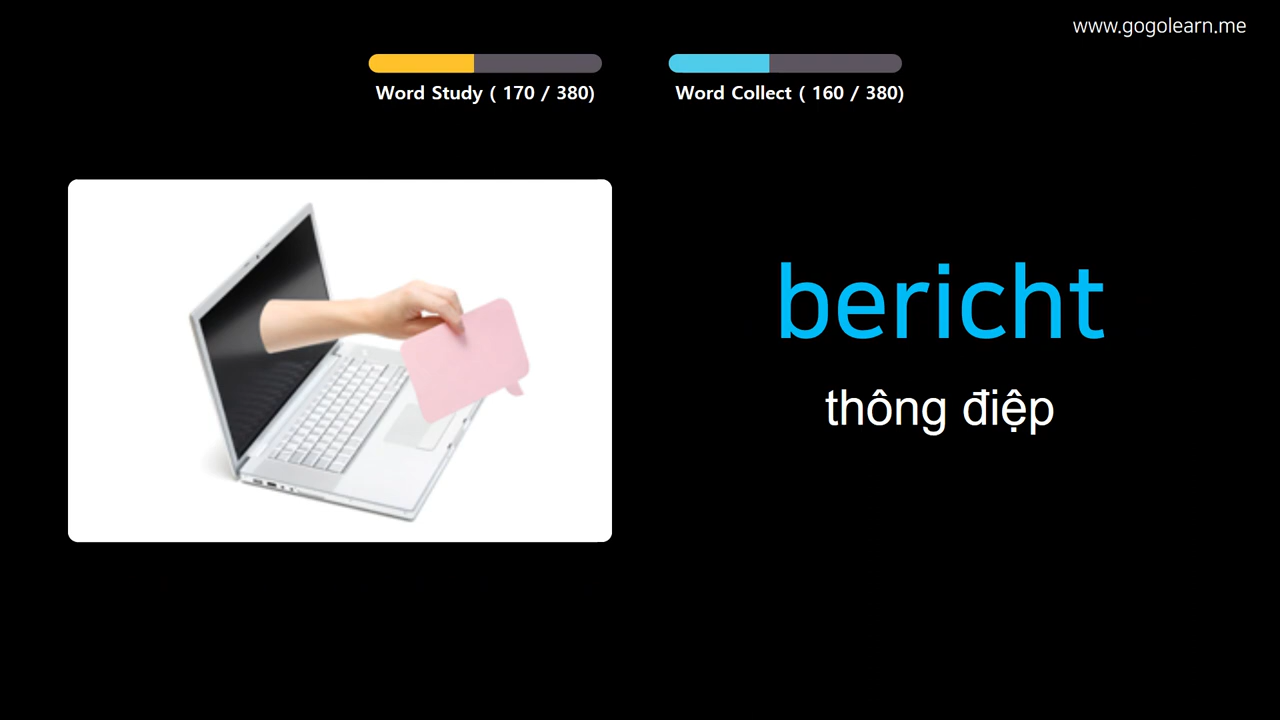 www.gogolearn.me
Word Study ( 170 / 380)
Word Collect ( 160 / 380)
bericht
thông điệp